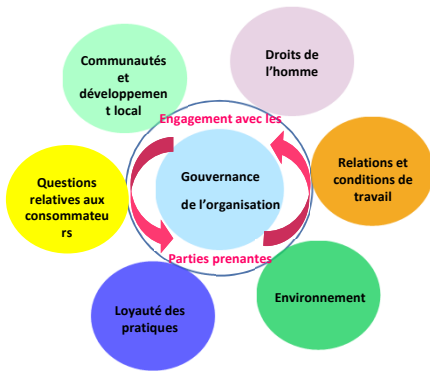 Droits de
l'homme
Communautés
et
développemen
t local
Engagement avec les
Gouvernance
de l'organisation
Relations et
conditions de
travail
Questions
relatives aux
consommateu
rs
Parties prenantes
Environnement
Loyauté des
pratiques